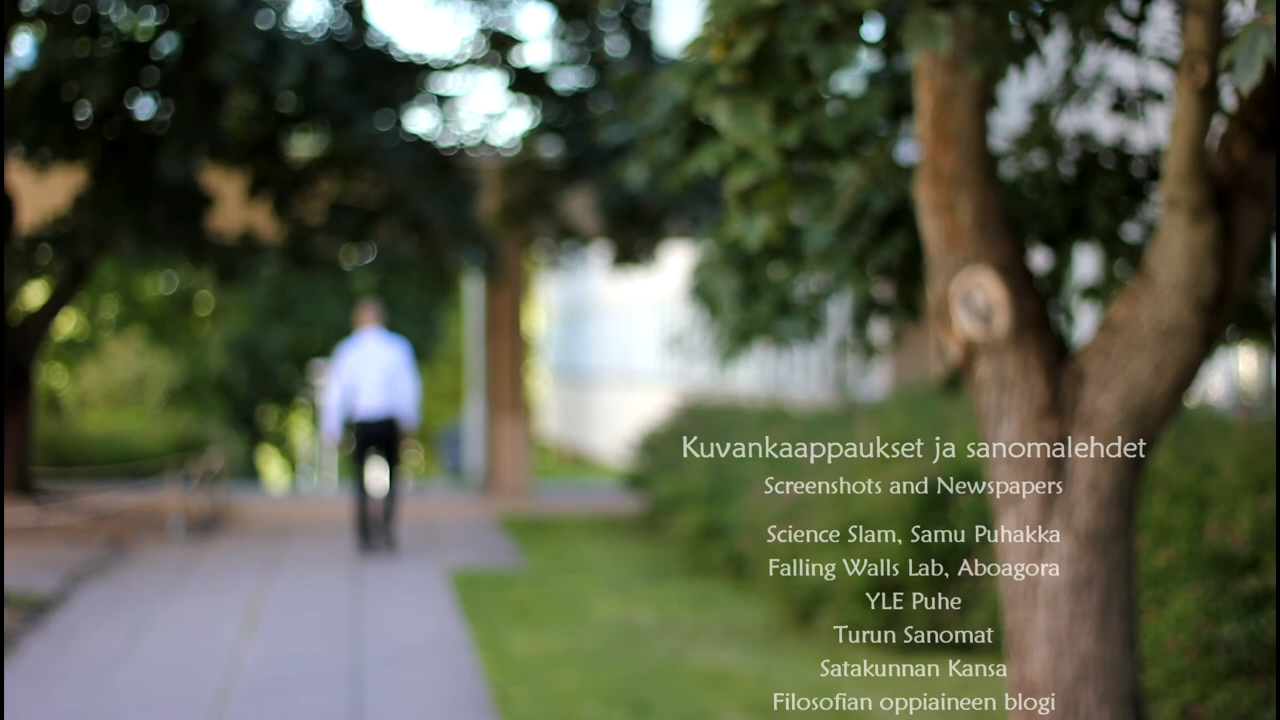 Kuvankaappaukset ja sanomalehdet
Screenshots and Newspapers
Science Slam, Samu Puhakka
Falling Walls Lab, Aboagora
YLE Puhe
Turun Sanomat
Satakunnan Kansa
Filosofian oppiaineen blogi